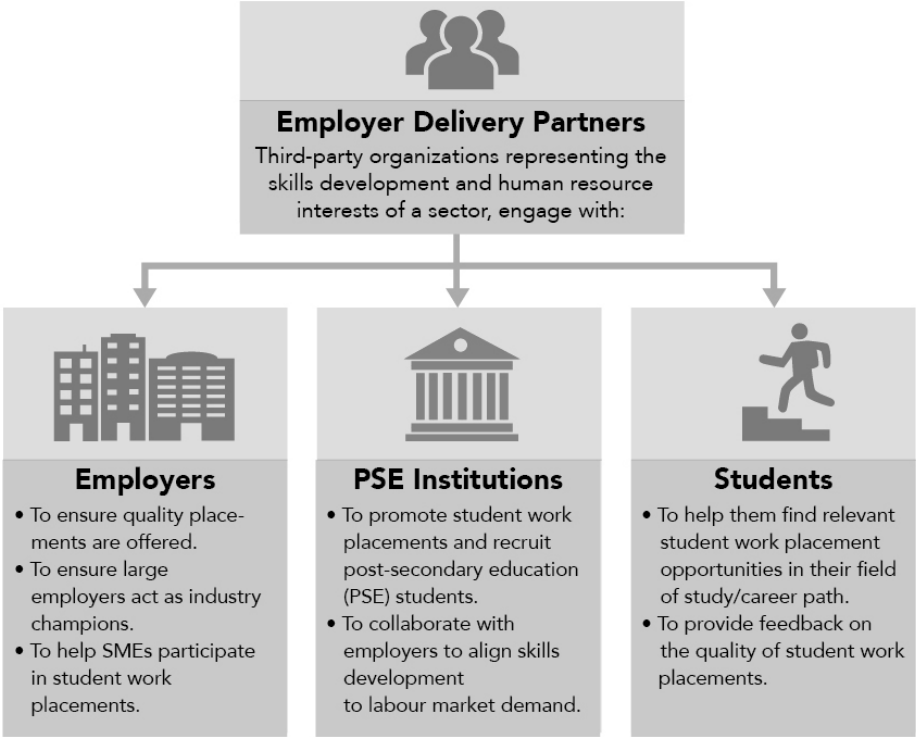 Employer Delivery Partners
Third-party organizations representing the
skills development and human resource
interests of a sector, engage with:
Employers
• To ensure quality place-
ments are offered.
• To ensure large
employers act as industry
champions.
• To help SMEs participate
in student work
placements.
PSE Institutions
• To promote student work
placements and recruit
post-secondary education
(PSE) students.
• To collaborate with
employers to align skills
development
to labour market demand.
Students
• To help them find relevant
student work placement
opportunities in their field
of study/career path.
• To provide feedback on
the quality of student work
placements.